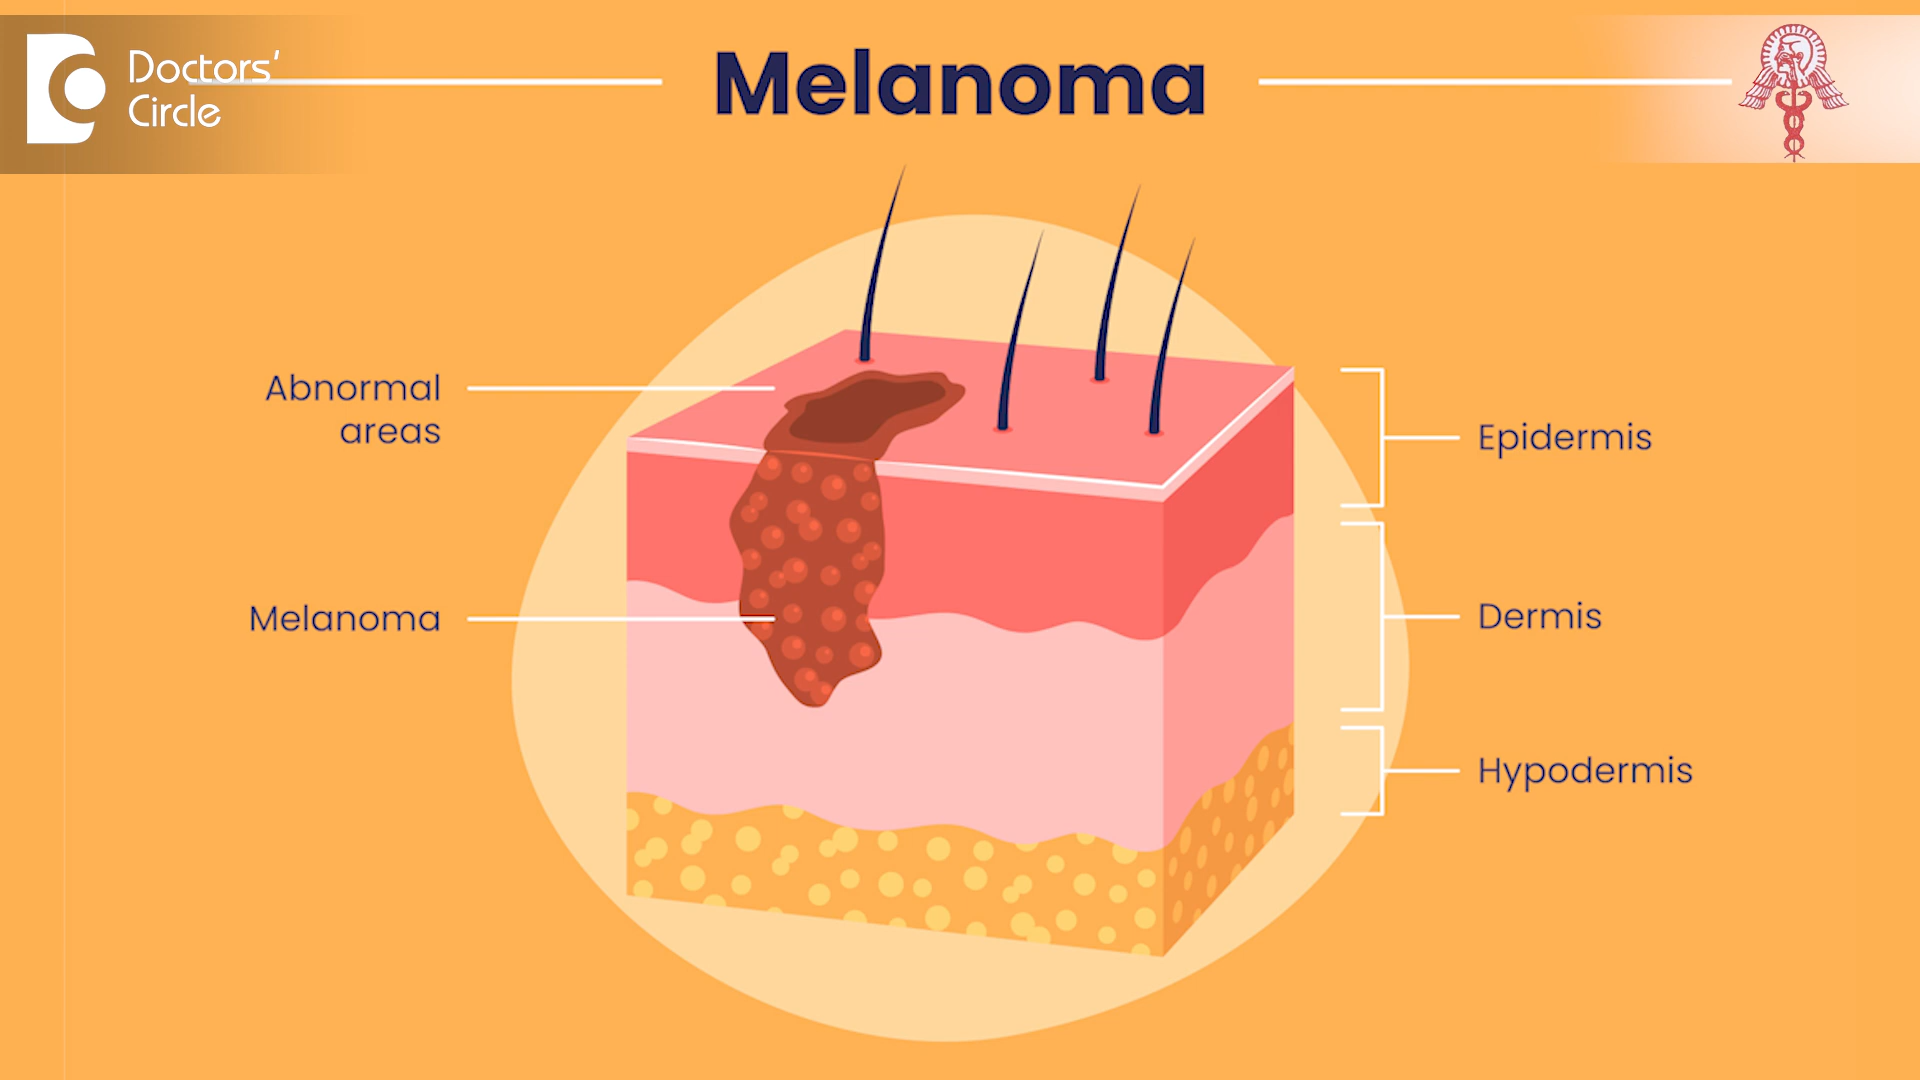 Doctors'
Circle
Melanoma
Abnormal
areas
Melanoma
Epidermis
Dermis
Hypodermis